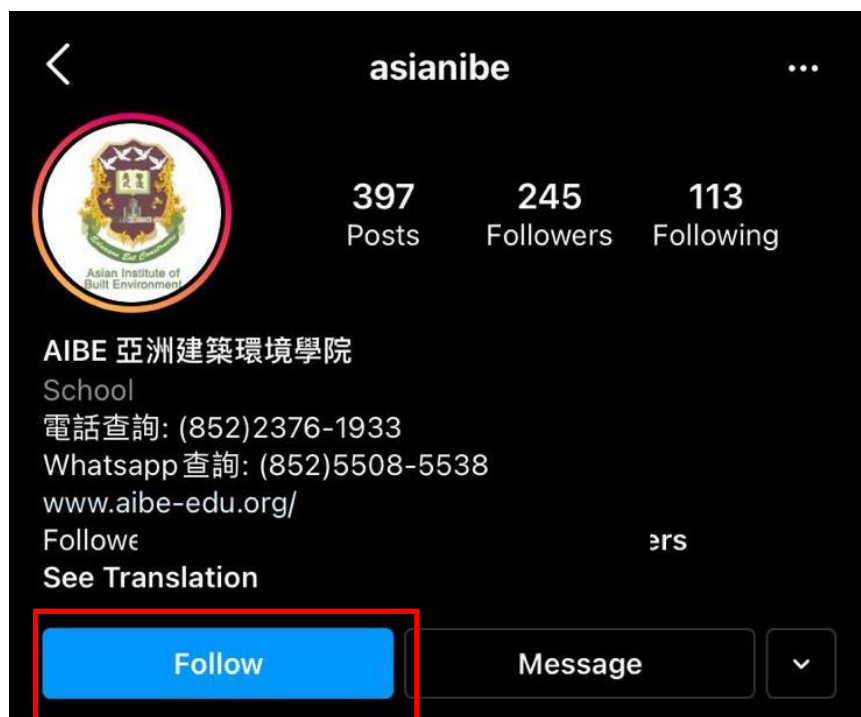 asianibe
397 245 113
Posts Followers Following
Asian Institute of
Built Environment
AIBE 亞洲建築環境學院
School
電話查詢: (852)2376-1933
Whatsapp查詢: (852)5508-5538
www.aibe-edu.org/
See Translation
Follow Message